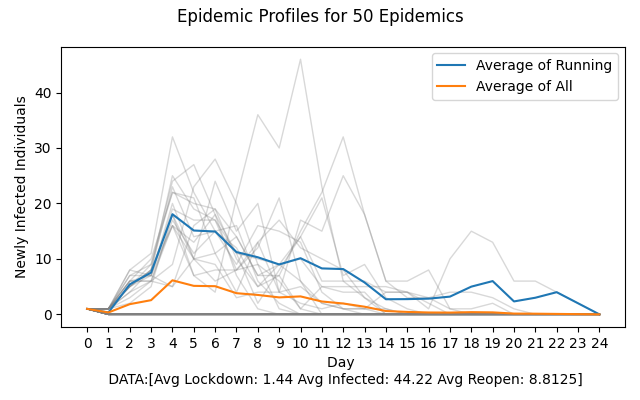 Epidemic Profiles for 50 Epidemics
Average of Running
Average of All
Newly Infected Individuals
40
30
20
10
0
0 1 2 3 4 5 6 7 8 9 10 11 12 13 14 15 16 17 18 19 20 21 22 23 24
Day
DATA:[Avg Lockdown: 1.44 Avg Infected: 44.22 Avg Reopen: 8.8125]